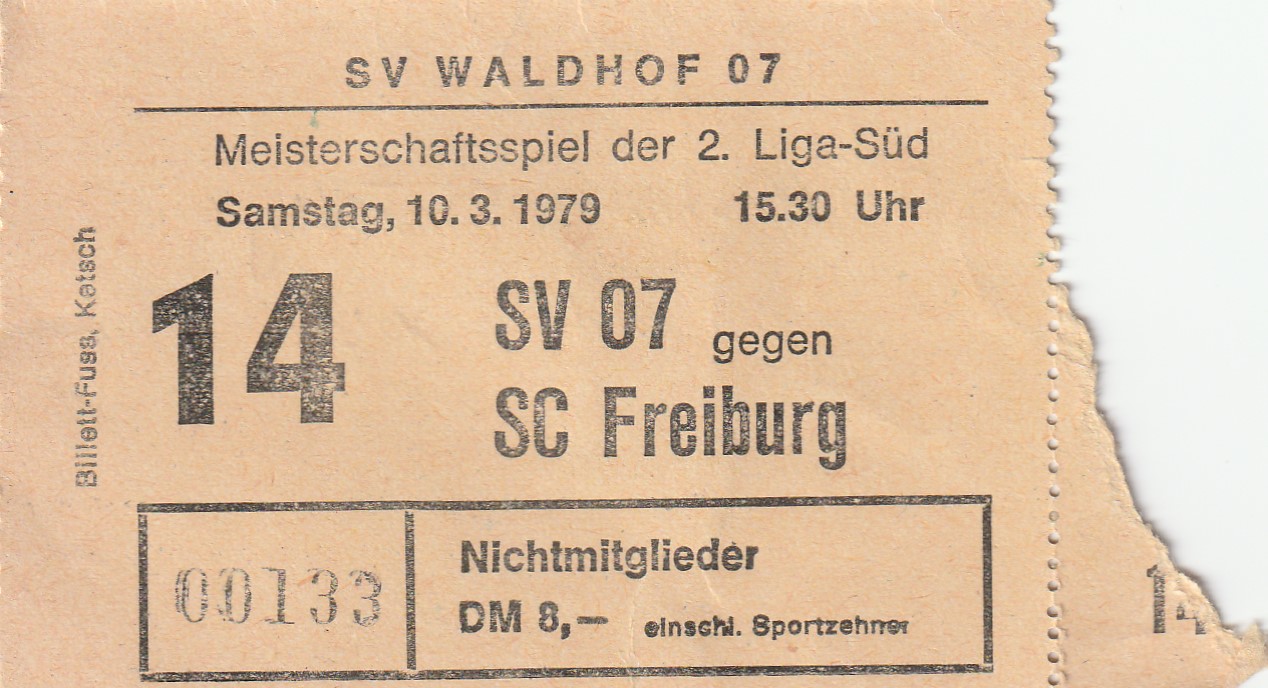 SV WALDHOF 07
Meisterschaftsspiel der 2. Liga-Süd
Samstag, 10. 3. 1979 15.30 Uhr
Billett-Fuss, Ketsch
14
SV 07 gegen
SC Freiburg
00133
Nichtmitglieder
DM 8,— einschl. Sportzehner
14